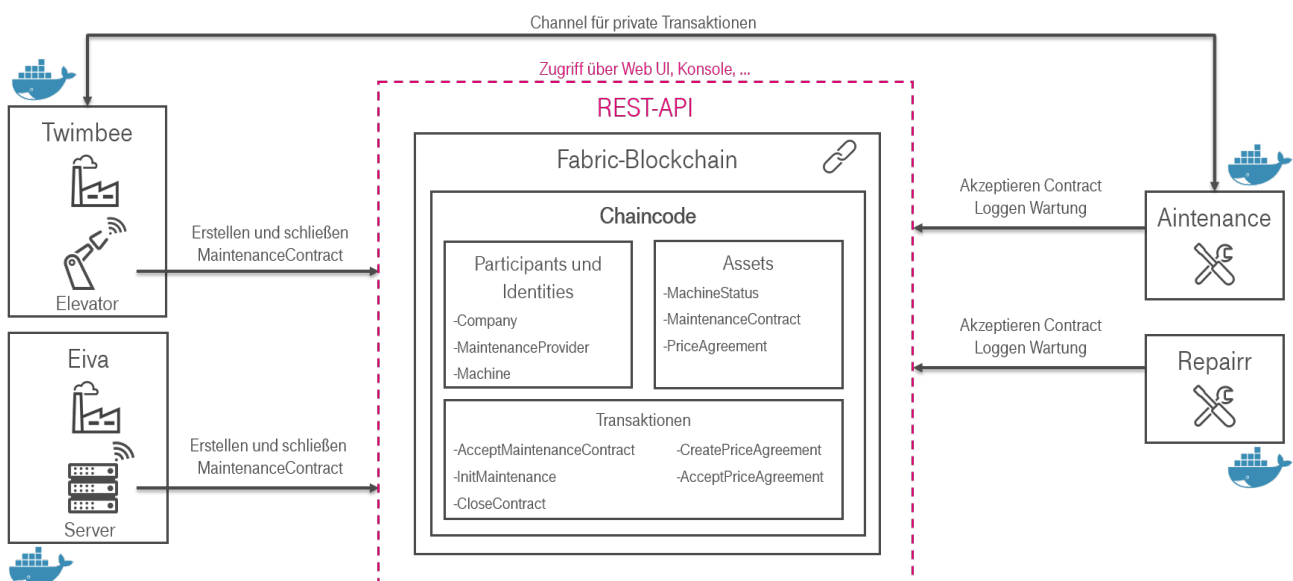 Channel für private Transaktionen
Zugriff über Web UI, Konsole, ...
REST-API
Twimbee
Elevator
Erstellen und schließen
MaintenanceContract
Eiva
Server
Erstellen und schließen
MaintenanceContract
Fabric-Blockchain
Chaincode
Participants und
Identities
-Company
-MaintenanceProvider
-Machine
Assets
-MachineStatus
-MaintenanceContract
-PriceAgreement
Transaktionen
-AcceptMaintenanceContract
-InitMaintenance
-CloseContract
-CreatePriceAgreement
-AcceptPriceAgreement
Akzeptieren Contract
Loggen Wartung
Aintenance
Akzeptieren Contract
Loggen Wartung
Repairr